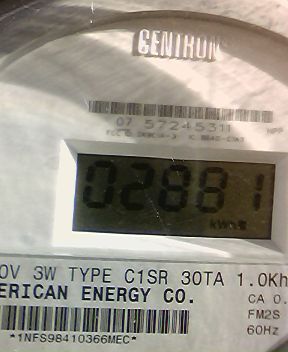 CENTRON
07 57245311
02881
kWh
0V 3W TYPE C1SR 30TA 1.0Kh
ERICAN ENERGY CO.
CA 0.
FM2S
60Hz
*1NFS98410366MEC*